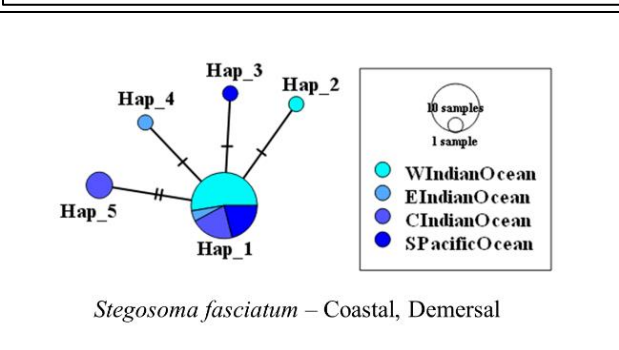 Hap_3
Hap_2
Hap_4
Hap_5
Hap_1
10 samples
1 sample
WIndianOcean
EIndianOcean
CIndianOcean
SPacificOcean
Stegosoma fasciatum – Coastal, Demersal